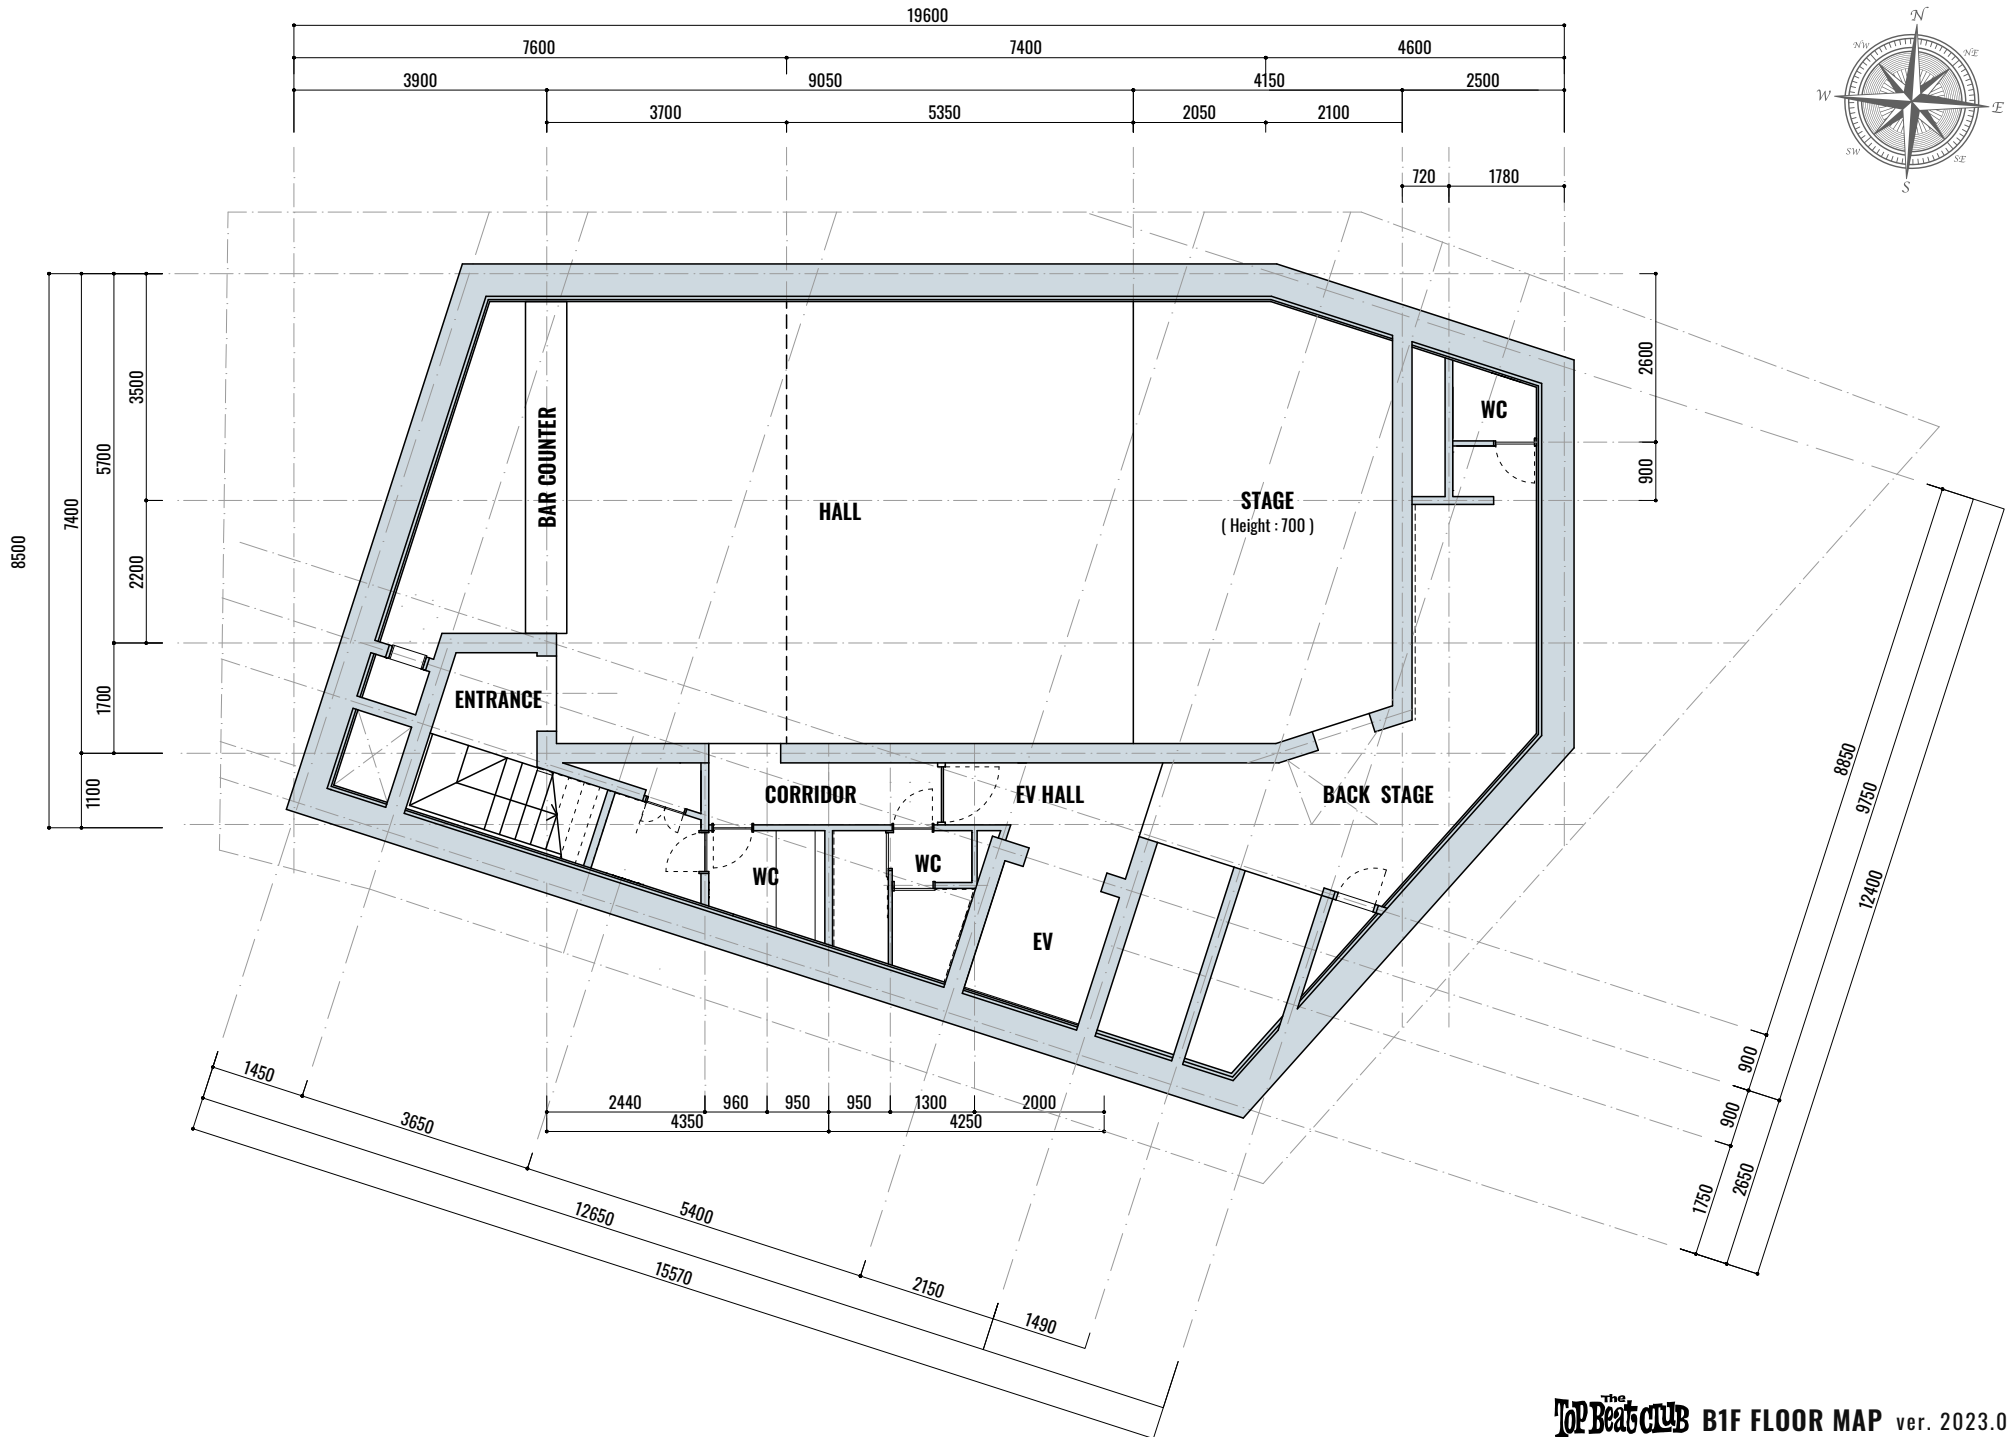 19600
7600 7400 4600
3900 9050 4150 2500
3700 5350 2050 2100
720 1780
N
NW NE
W E
SW SE
S
8500
7400
5700
3500
2200
1700
1100
2600
900
BAR COUNTER
HALL
STAGE
( Height : 700 )
WC
ENTRANCE
CORRIDOR
EV HALL
BACK STAGE
WC
WC
EV
8850
9750
12400
900
900
2650
1750
1450
3650
5400
2150
1490
12650
15570
2440 960 950 950 1300 2000
4350 4250
The
Top Beat CLUB B1F FLOOR MAP ver. 2023.0